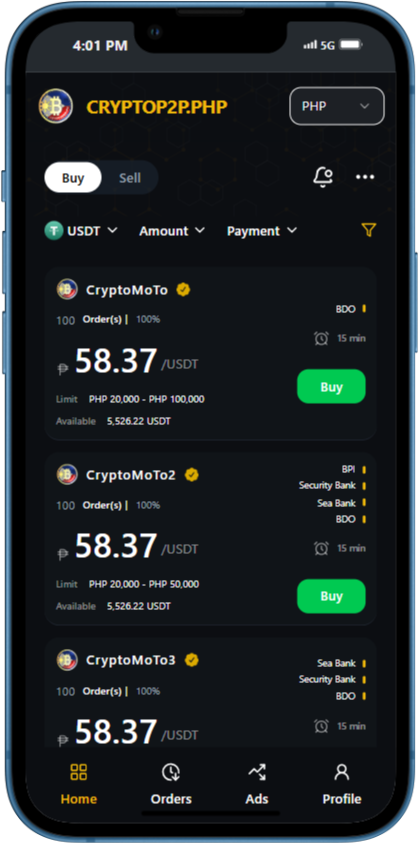 4:01 PM 5G
CRYPTOP2P.PHP PHP
Buy Sell
USDT Amount Payment
CryptoMoTo
BDO
100 Order(s) | 100%
15 min
₱ 58.37 /USDT
Limit PHP 20,000 - PHP 100,000
Buy
Available 5,526.22 USDT
CryptoMoTo2
BPI
Security Bank
Sea Bank
BDO
100 Order(s) | 100%
₱ 58.37 /USDT
15 min
Limit PHP 20,000 - PHP 50,000
Buy
Available 5,526.22 USDT
CryptoMoTo3
Sea Bank
Security Bank
BDO
100 Order(s) | 100%
15 min
₱ 58.37 /USDT
Home Orders Ads Profile